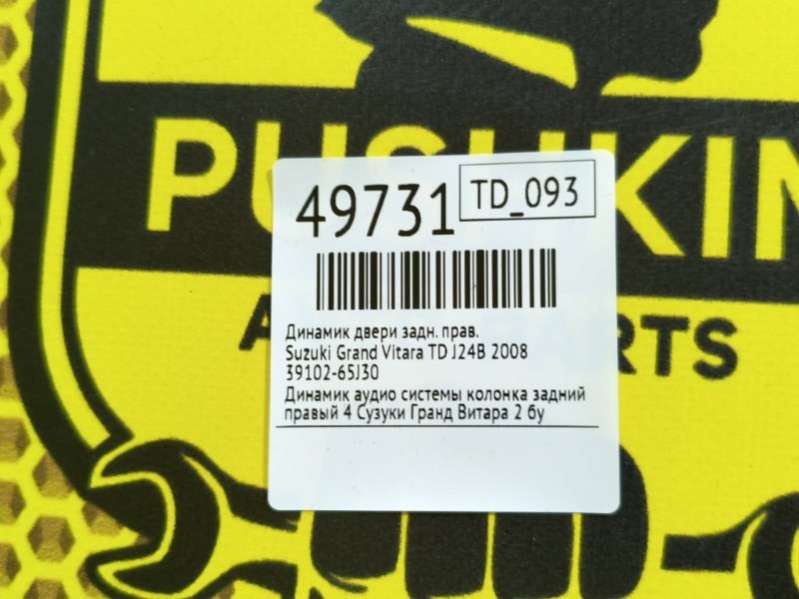 PUSHKIN
49731
TD_093
Динамик двери задн. прав.
Suzuki Grand Vitara TD J24B 2008
39102-65J30
Динамик аудио системы колонка задний
правый 4 Сузуки Гранд Витара 2 бу